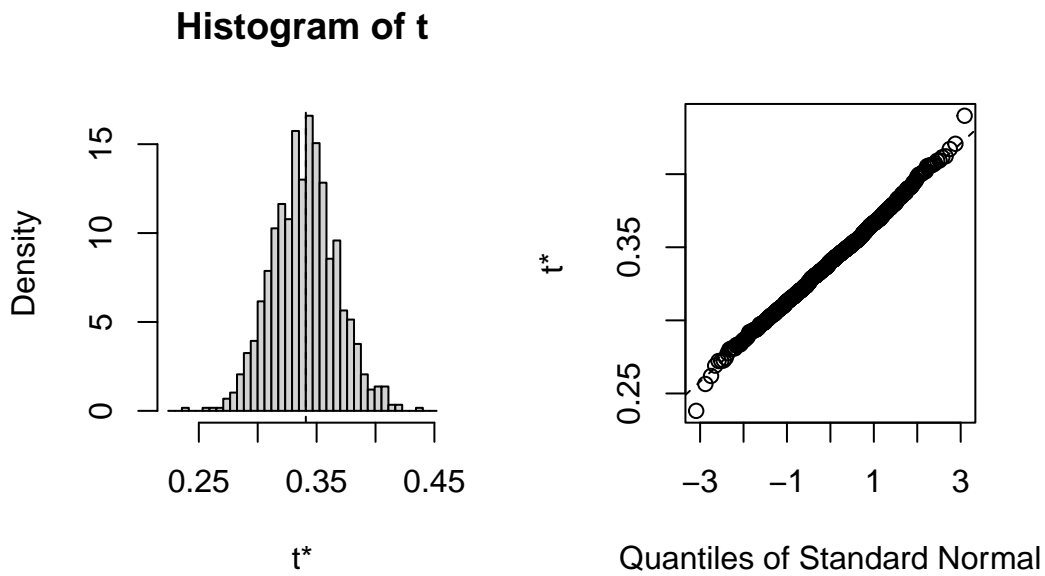 Histogram of t
Density
0
5
10
15
0.25
0.35
0.45
t*
t*
0.25
0.35
−3
−1
1
3
Quantiles of Standard Normal